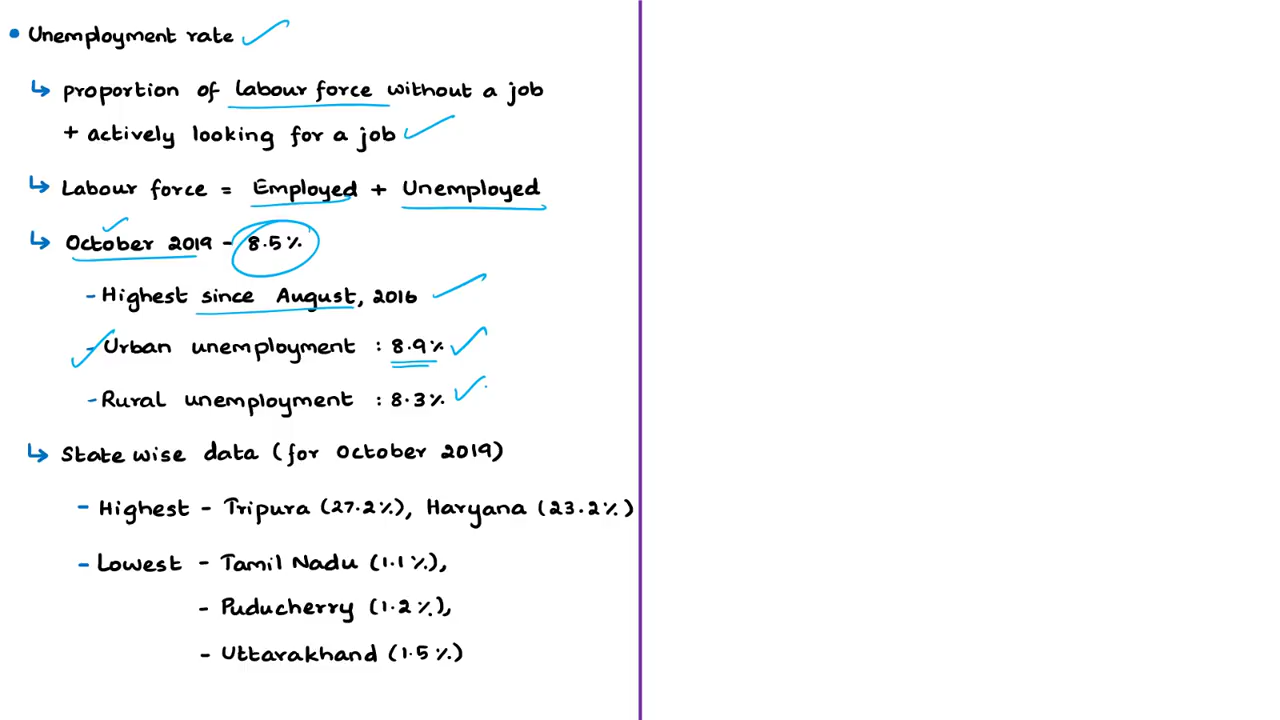 • Unemployment rate
↳ proportion of labour force without a job
+ actively looking for a job
↳ Labour force = Employed + Unemployed
↳ October 2019 - 8.5%
- Highest since August, 2016
- Urban unemployment : 8.9%
- Rural unemployment : 8.3%
↳ State wise data (for October 2019)
- Highest - Tripura (27.2%), Haryana (23.2%)
- Lowest - Tamil Nadu (1.1%),
- Puducherry (1.2%),
- Uttarakhand (1.5%)